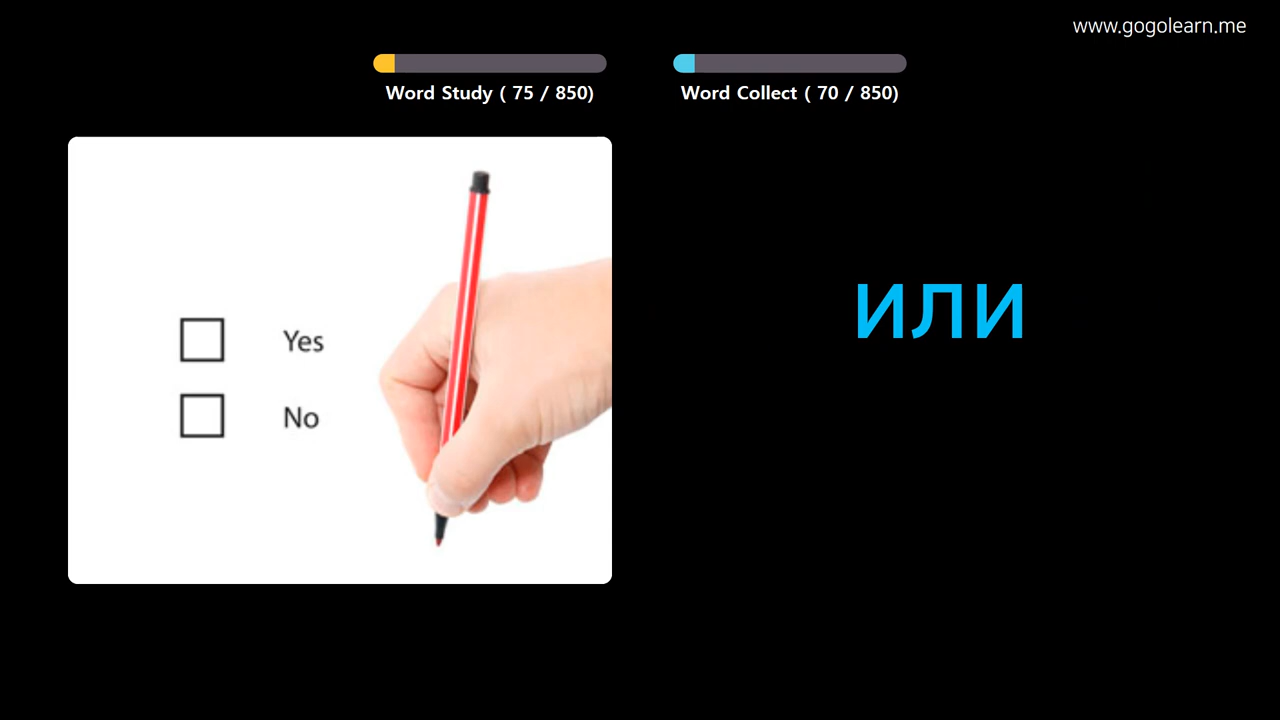 www.gogolearn.me
Word Study ( 75 / 850)
Word Collect ( 70 / 850)
или
Yes
No